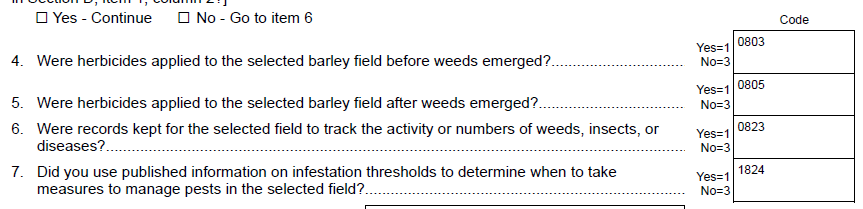 in Section D, item 1, column 2?]
☐ Yes - Continue ☐ No - Go to item 6
Code
4. Were herbicides applied to the selected barley field before weeds emerged? Yes=1 No=3 0803
5. Were herbicides applied to the selected barley field after weeds emerged? Yes=1 No=3 0805
6. Were records kept for the selected field to track the activity or numbers of weeds, insects, or
diseases? Yes=1 No=3 0823
7. Did you use published information on infestation thresholds to determine when to take
measures to manage pests in the selected field? Yes=1 No=3 1824